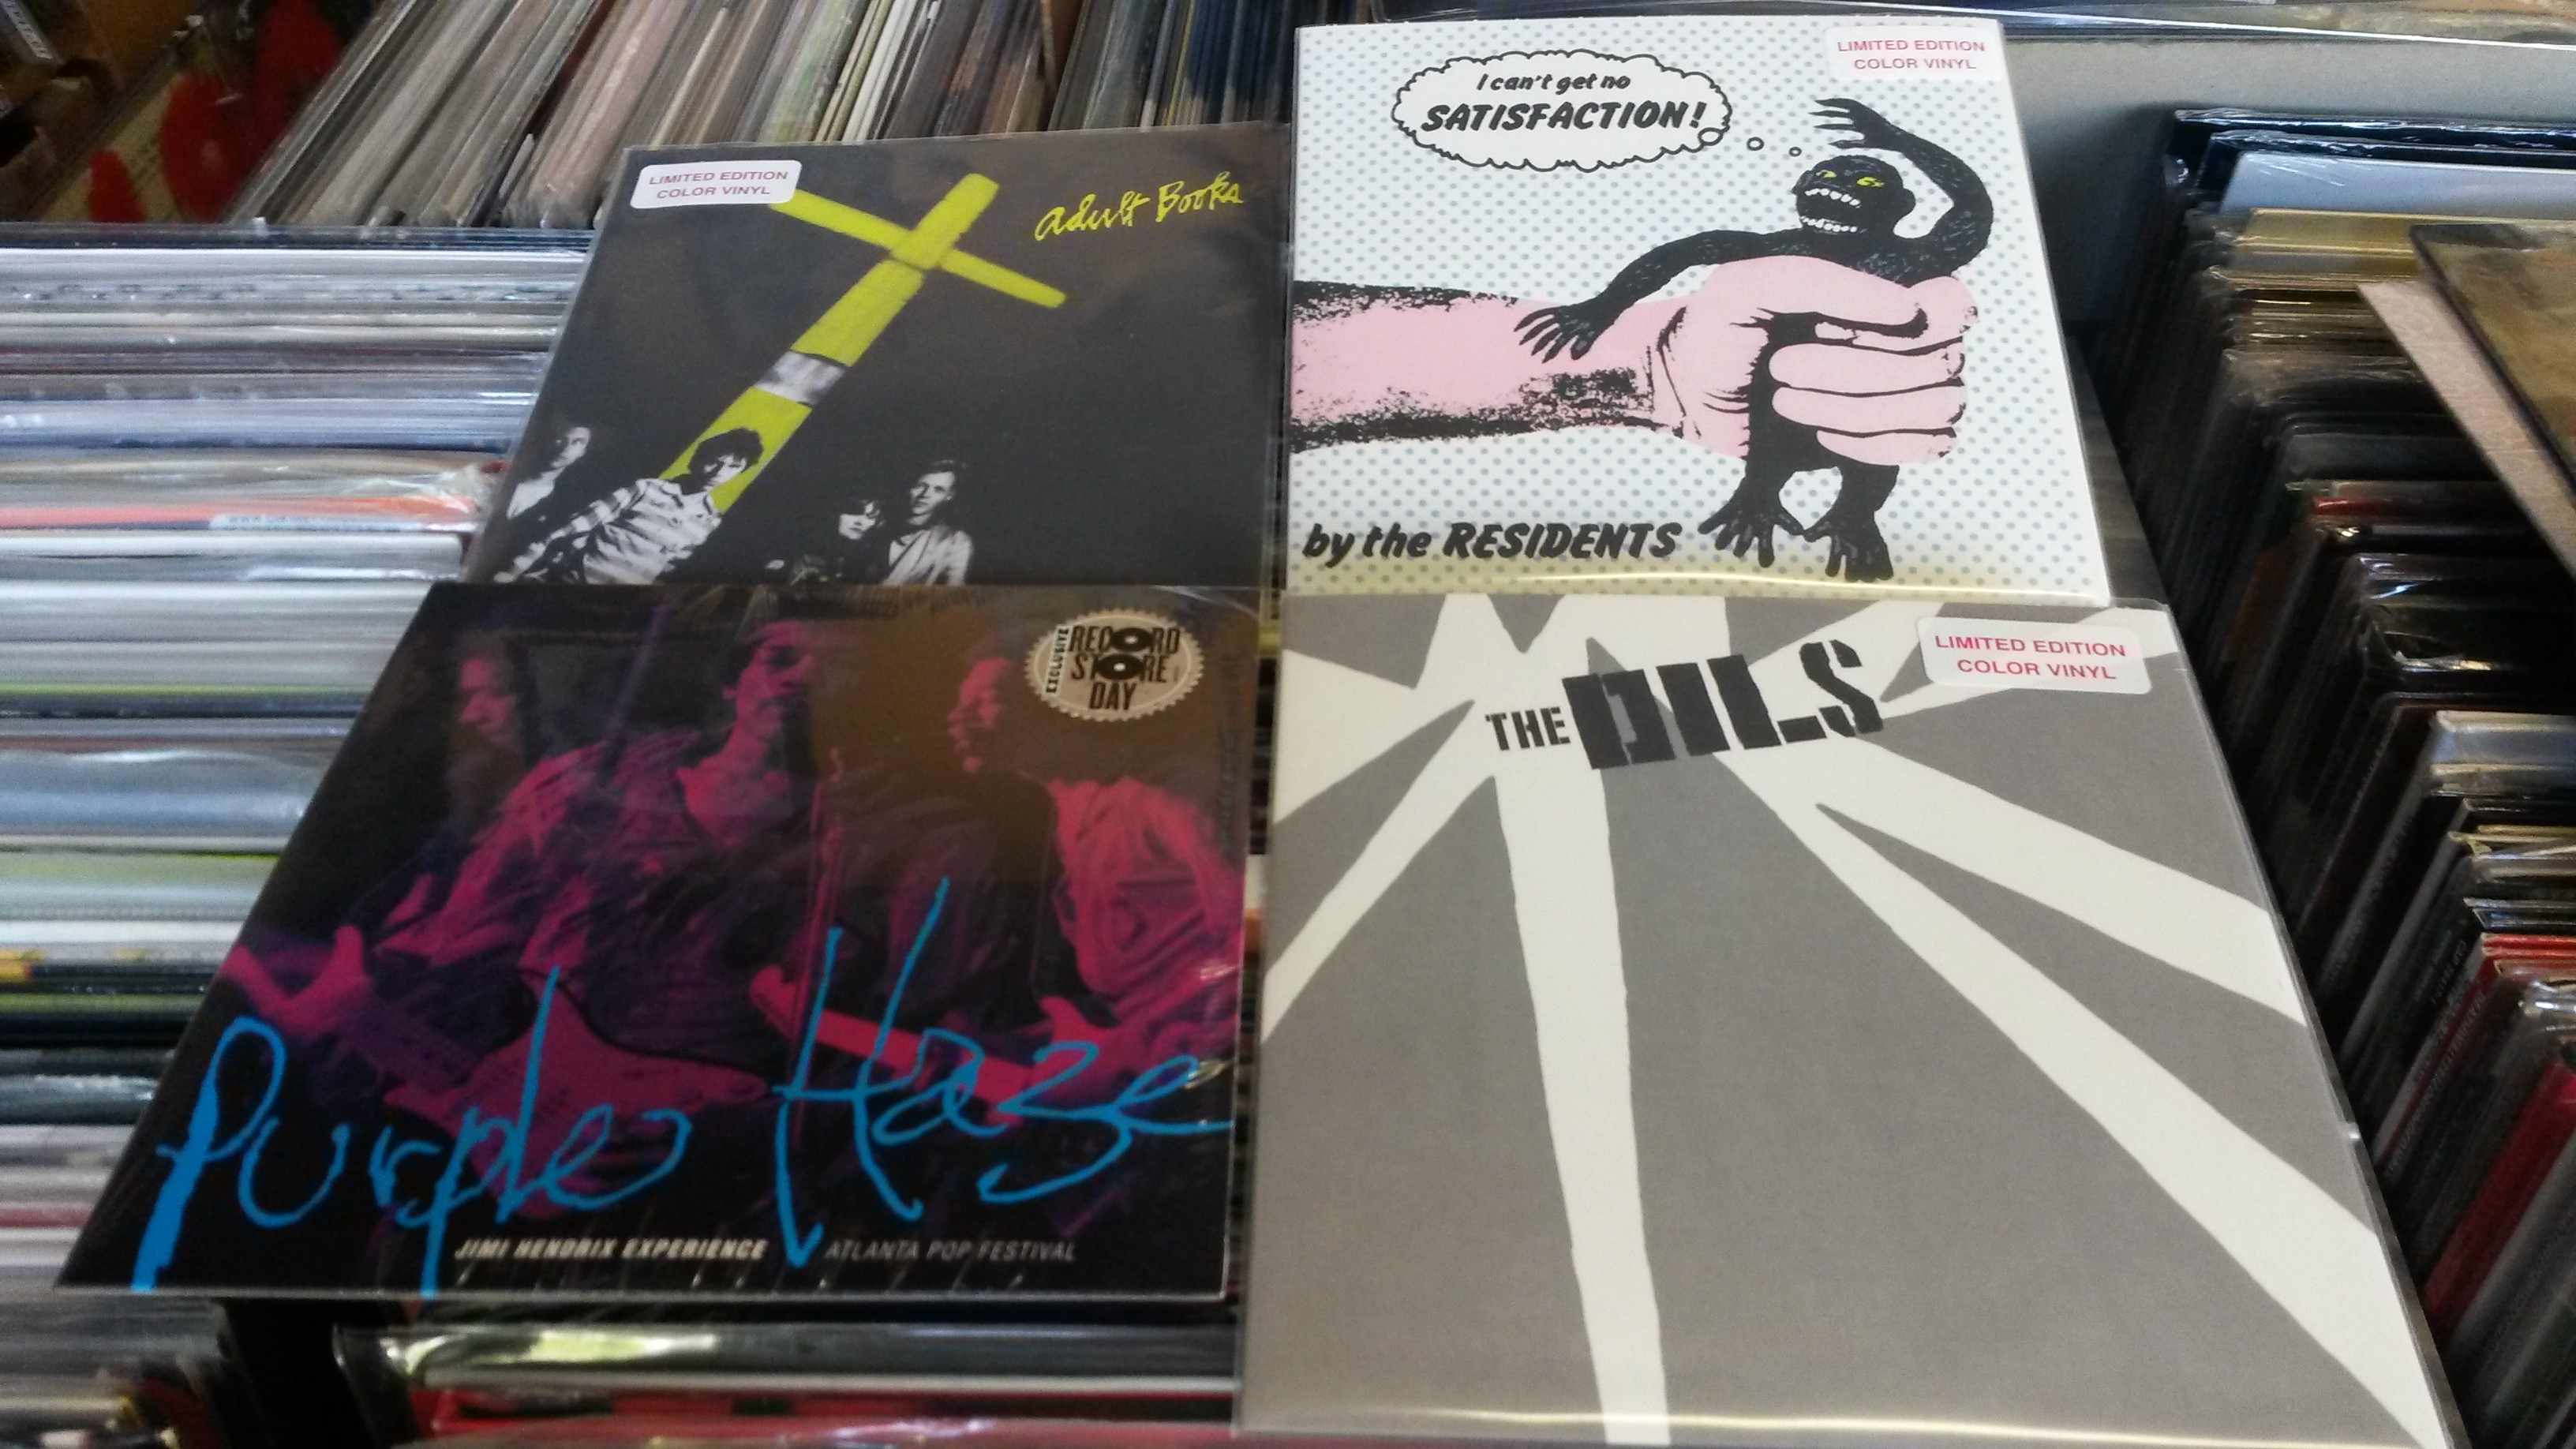 LIMITED EDITION
COLOR VINYL
adult Books
I can't get no
SATISFACTION!
LIMITED EDITION
COLOR VINYL
by the RESIDENTS
EXCLUSIVE
RECORD
STORE
DAY
Purple Haze
JIMI HENDRIX EXPERIENCE ATLANTA POP FESTIVAL
THE DILS
LIMITED EDITION
COLOR VINYL